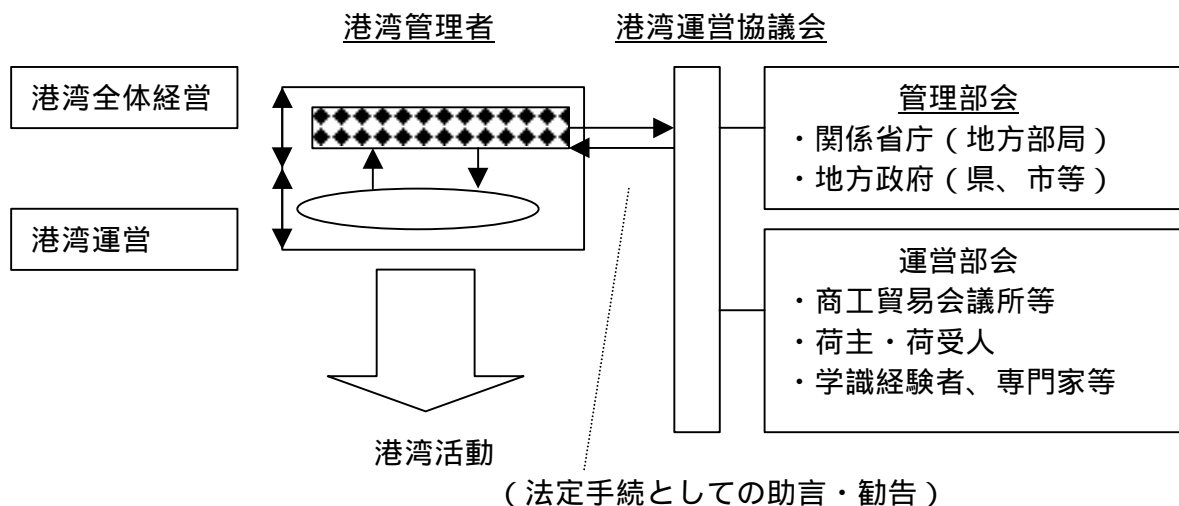 港湾管理者
港湾運営協議会
港湾全体経営
港湾運営
管理部会
・関係省庁（地方部局）
・地方政府（県、市等）
運営部会
・商工貿易会議所等
・荷主・荷受人
・学識経験者、専門家等
港湾活動
（法定手続としての助言・勧告）